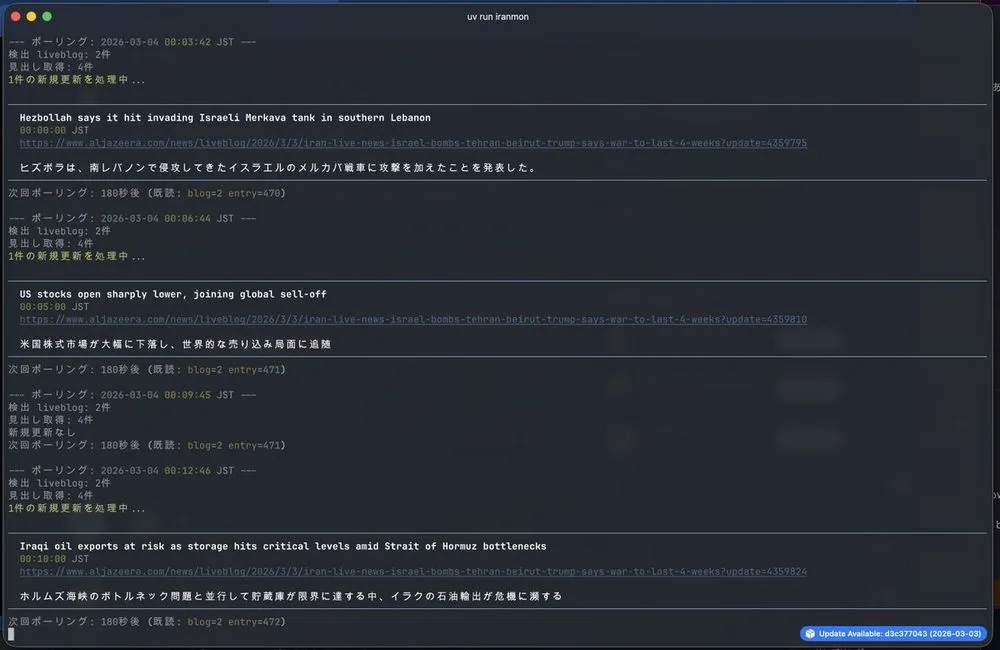 uv run iranmon
--- ポーリング: 2026-03-04 00:03:42 JST ---
検出 liveblog: 2件
見出し取得: 4件
1件の新規更新を処理中...
Hezbollah says it hit invading Israeli Merkava tank in southern Lebanon
00:00:00 JST
https://www.aljazeera.com/news/liveblog/2026/3/3/iran-live-news-israel-bombs-tehran-beirut-trump-says-war-to-last-4-weeks?update=4359795
ヒズボラは、南レバノンで侵攻してきたイスラエルのメルカバ戦車に攻撃を加えたことを発表した。
次回ポーリング: 180秒後 (既読: blog=2 entry=470)
--- ポーリング: 2026-03-04 00:06:44 JST ---
検出 liveblog: 2件
見出し取得: 4件
1件の新規更新を処理中...
US stocks open sharply lower, joining global sell-off
00:05:00 JST
https://www.aljazeera.com/news/liveblog/2026/3/3/iran-live-news-israel-bombs-tehran-beirut-trump-says-war-to-last-4-weeks?update=4359810
米国株式市場が大幅に下落し、世界的な売り込み局面に追随
次回ポーリング: 180秒後 (既読: blog=2 entry=471)
--- ポーリング: 2026-03-04 00:09:45 JST ---
検出 liveblog: 2件
見出し取得: 4件
新規更新なし
次回ポーリング: 180秒後 (既読: blog=2 entry=471)
--- ポーリング: 2026-03-04 00:12:46 JST ---
検出 liveblog: 2件
見出し取得: 4件
1件の新規更新を処理中...
Iraqi oil exports at risk as storage hits critical levels amid Strait of Hormuz bottlenecks
00:10:00 JST
https://www.aljazeera.com/news/liveblog/2026/3/3/iran-live-news-israel-bombs-tehran-beirut-trump-says-war-to-last-4-weeks?update=4359824
ホルムズ海峡のボトルネック問題と並行して貯蔵庫が限界に達する中、イラクの石油輸出が危機に瀕する
次回ポーリング: 180秒後 (既読: blog=2 entry=472)
Update Available: d3c377043 (2026-03-03)